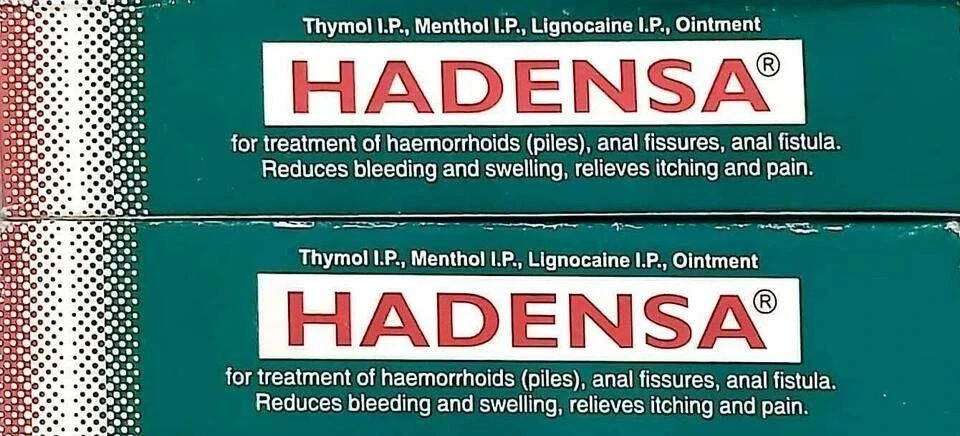 Thymol I.P., Menthol I.P., Lignocaine I.P., Ointment
HADENSA®
for treatment of haemorrhoids (piles), anal fissures, anal fistula.
Reduces bleeding and swelling, relieves itching and pain.
Thymol I.P., Menthol I.P., Lignocaine I.P., Ointment
HADENSA®
for treatment of haemorrhoids (piles), anal fissures, anal fistula.
Reduces bleeding and swelling, relieves itching and pain.